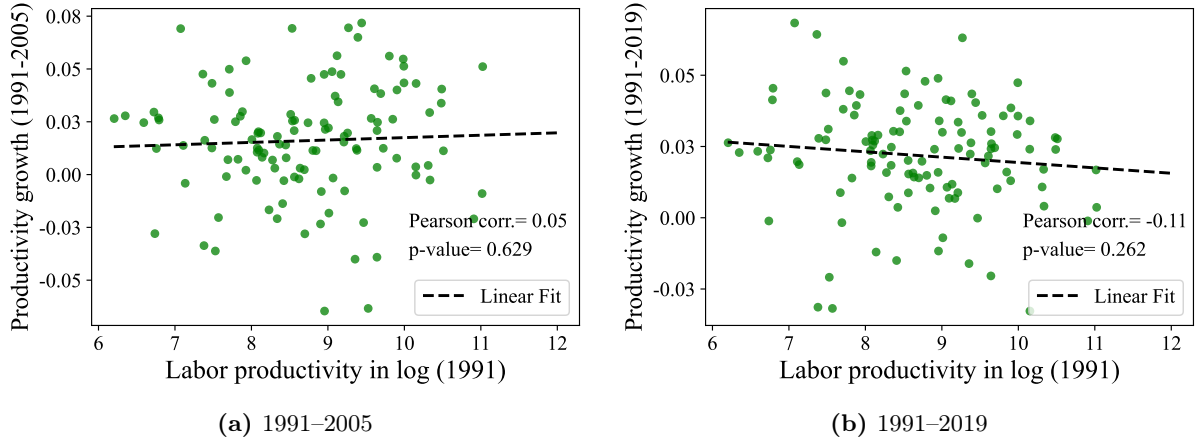 Productivity growth (1991-2005)
0.08
0.05
0.03
0.00
-0.03
-0.05
Pearson corr.= 0.05
p-value= 0.629
Linear Fit
6 7 8 9 10 11 12
Labor productivity in log (1991)
(a) 1991–2005
Productivity growth (1991-2019)
0.05
0.03
0.00
-0.03
Pearson corr.= -0.11
p-value= 0.262
Linear Fit
6 7 8 9 10 11 12
Labor productivity in log (1991)
(b) 1991–2019